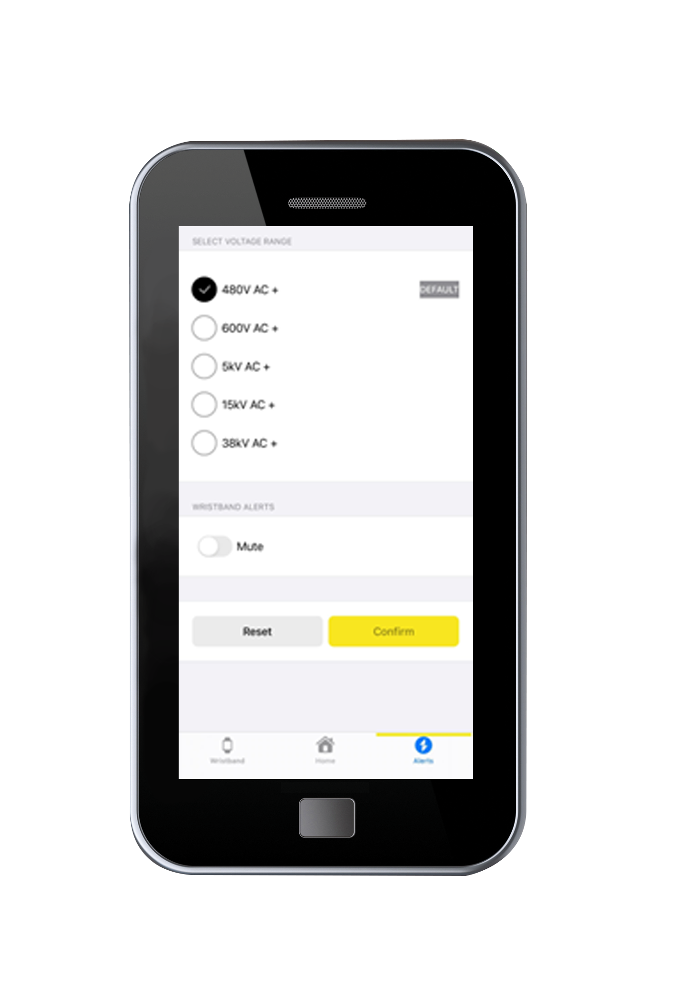 SELECT VOLTAGE RANGE
480V AC + DEFAULT
600V AC +
5kV AC +
15kV AC +
38kV AC +
WRISTBAND ALERTS
Mute
Reset Confirm
Wristband Home Alerts